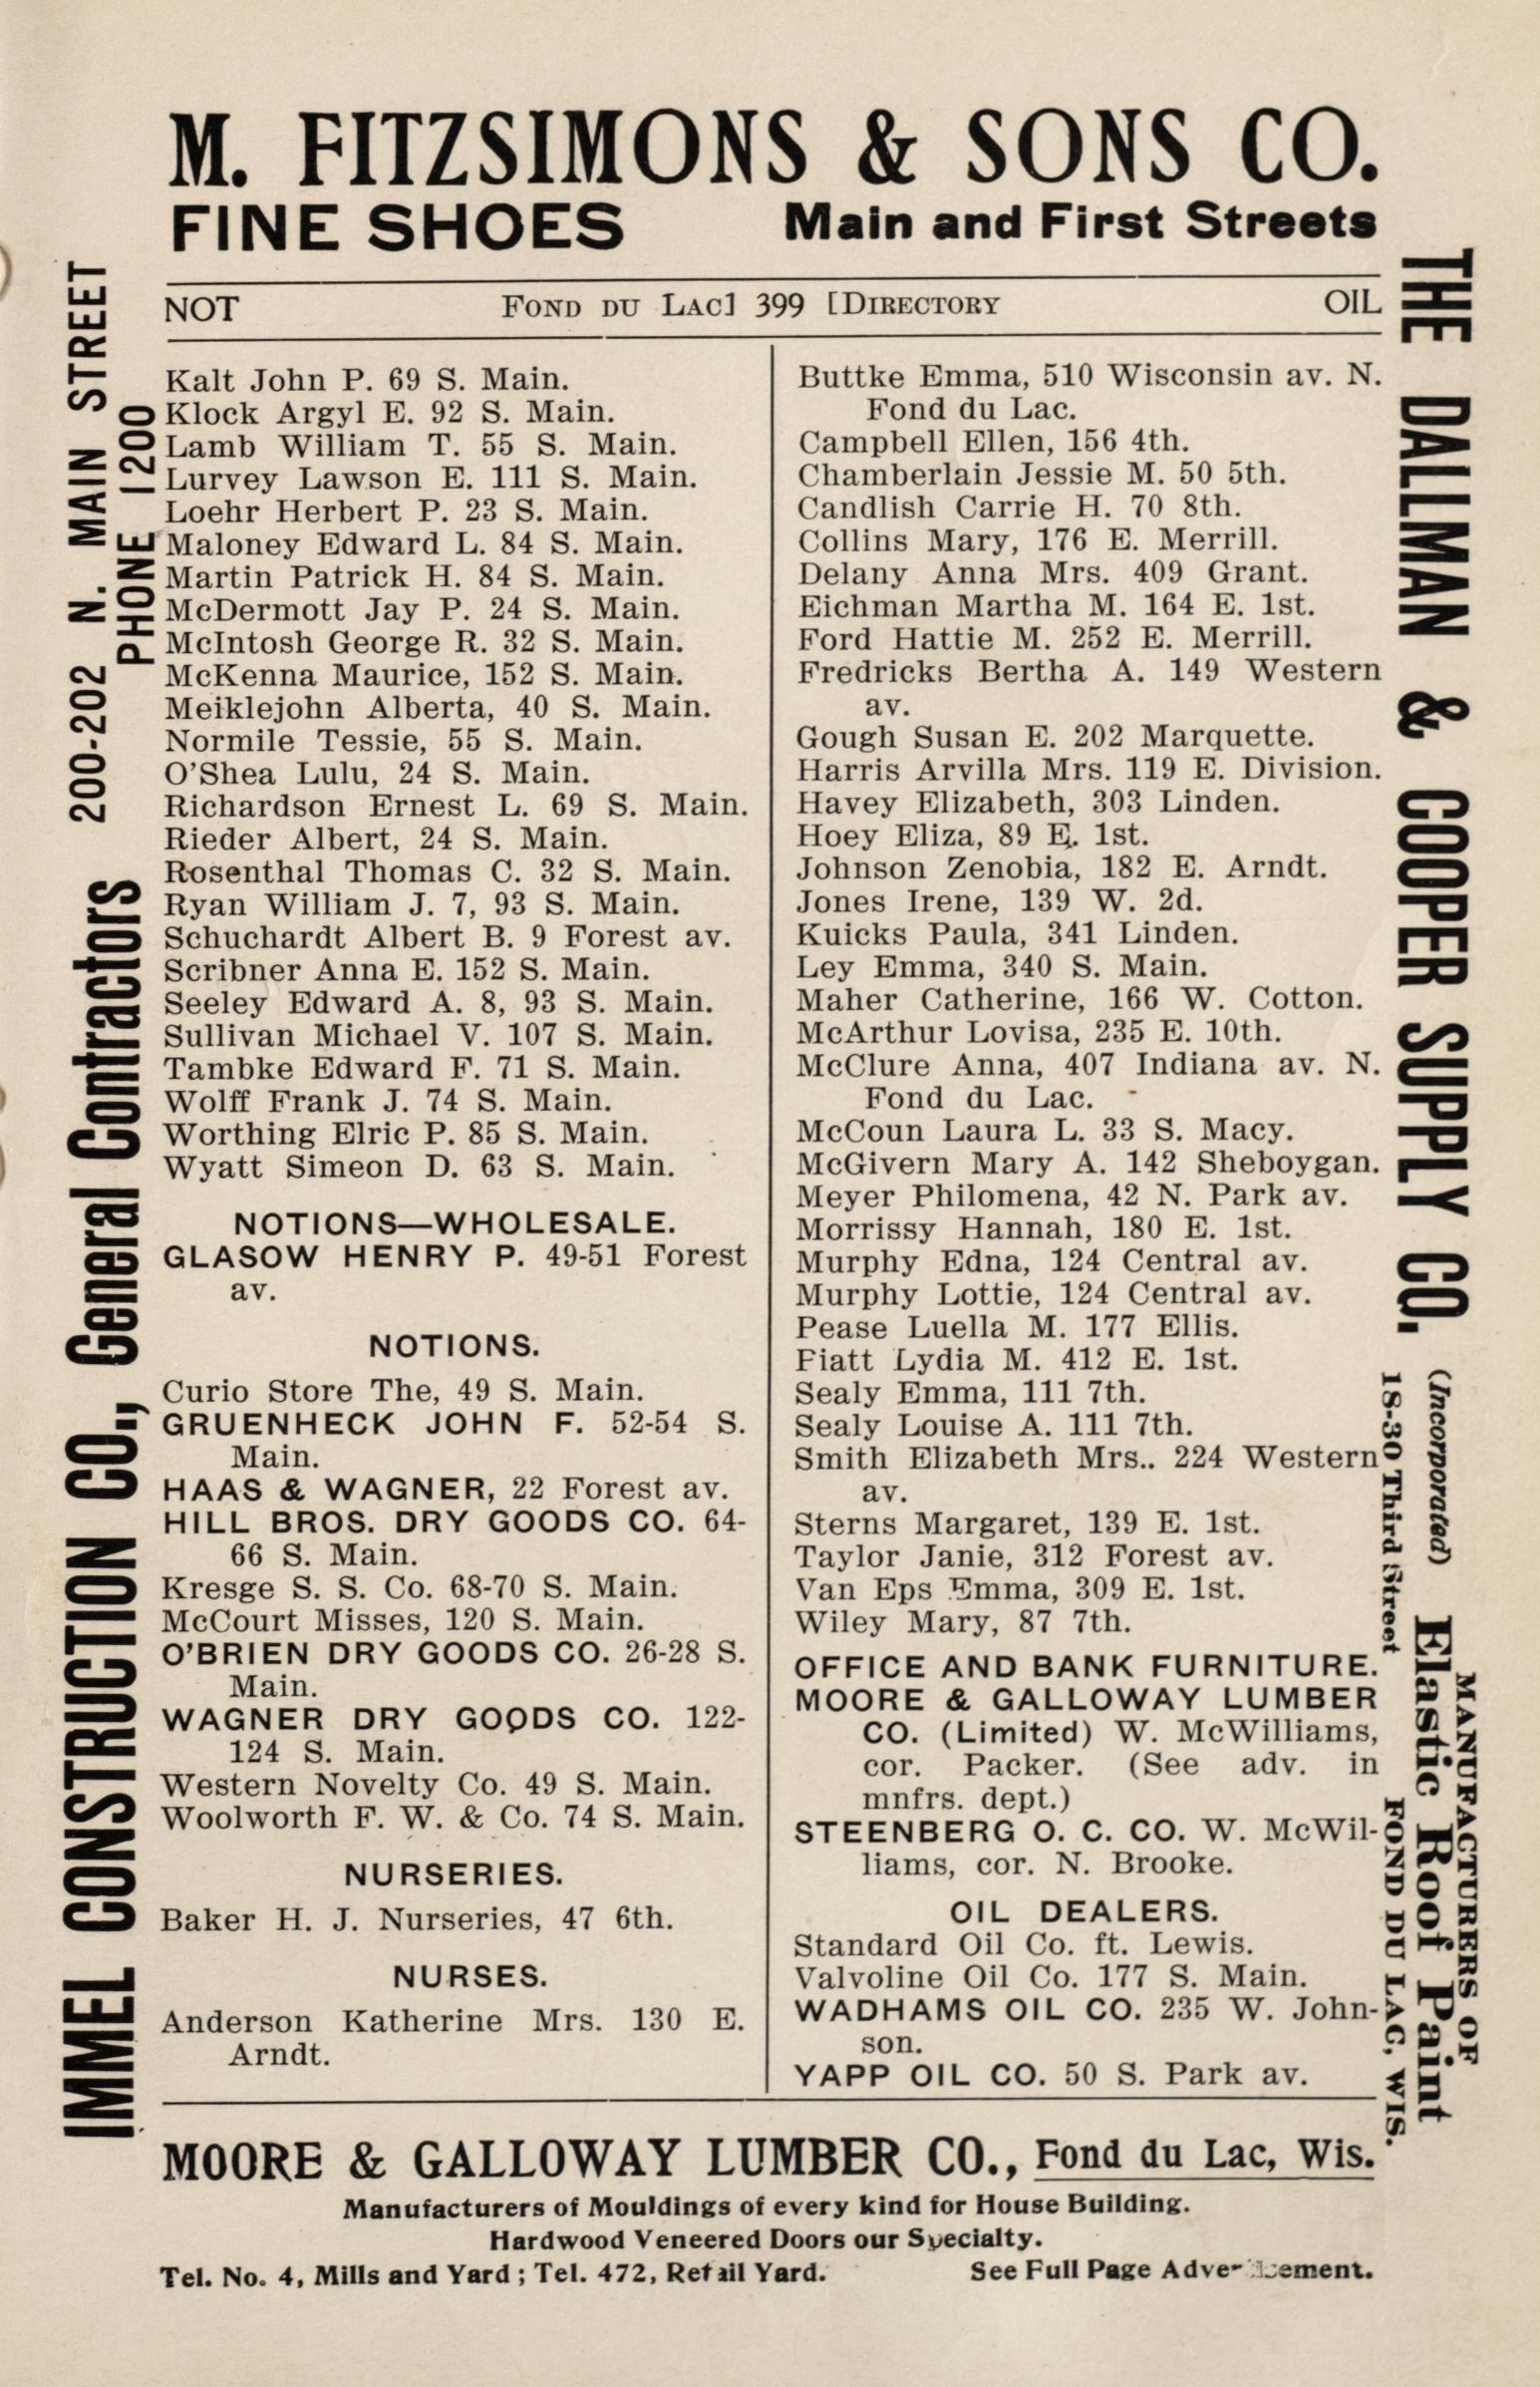 M. FITZSIMONS & SONS CO.
FINE SHOES Main and First Streets
NOT FOND DU LAC] 399 [DIRECTORY OIL
Kalt John P. 69 S. Main.
Klock Argyl E. 92 S. Main.
Lamb William T. 55 S. Main.
Lurvey Lawson E. 111 S. Main.
Loehr Herbert P. 23 S. Main.
Maloney Edward L. 84 S. Main.
Martin Patrick H. 84 S. Main.
McDermott Jay P. 24 S. Main.
McIntosh George R. 32 S. Main.
McKenna Maurice, 152 S. Main.
Meiklejohn Alberta, 40 S. Main.
Normile Tessie, 55 S. Main.
O'Shea Lulu, 24 S. Main.
Richardson Ernest L. 69 S. Main.
Rieder Albert, 24 S. Main.
Rosenthal Thomas C. 32 S. Main.
Ryan William J. 7, 93 S. Main.
Schuchardt Albert B. 9 Forest av.
Scribner Anna E. 152 S. Main.
Seeley Edward A. 8, 93 S. Main.
Sullivan Michael V. 107 S. Main.
Tambke Edward F. 71 S. Main.
Wolff Frank J. 74 S. Main.
Worthing Elric P. 85 S. Main.
Wyatt Simeon D. 63 S. Main.
NOTIONS—WHOLESALE.
GLASOW HENRY P. 49-51 Forest
av.
NOTIONS.
Curio Store The, 49 S. Main.
GRUENHECK JOHN F. 52-54 S.
Main.
HAAS & WAGNER, 22 Forest av.
HILL BROS. DRY GOODS CO. 64-
66 S. Main.
Kresge S. S. Co. 68-70 S. Main.
McCourt Misses, 120 S. Main.
O'BRIEN DRY GOODS CO. 26-28 S.
Main.
WAGNER DRY GOODS CO. 122-
124 S. Main.
Western Novelty Co. 49 S. Main.
Woolworth F. W. & Co. 74 S. Main.
NURSERIES.
Baker H. J. Nurseries, 47 6th.
NURSES.
Anderson Katherine Mrs. 130 E.
Arndt.
Buttke Emma, 510 Wisconsin av. N.
Fond du Lac.
Campbell Ellen, 156 4th.
Chamberlain Jessie M. 50 5th.
Candlish Carrie H. 70 8th.
Collins Mary, 176 E. Merrill.
Delany Anna Mrs. 409 Grant.
Eichman Martha M. 164 E. 1st.
Ford Hattie M. 252 E. Merrill.
Fredricks Bertha A. 149 Western
av.
Gough Susan E. 202 Marquette.
Harris Arvilla Mrs. 119 E. Division.
Havey Elizabeth, 303 Linden.
Hoey Eliza, 89 E. 1st.
Johnson Zenobia, 182 E. Arndt.
Jones Irene, 139 W. 2d.
Kuicks Paula, 341 Linden.
Ley Emma, 340 S. Main.
Maher Catherine, 166 W. Cotton.
McArthur Lovisa, 235 E. 10th.
McClure Anna, 407 Indiana av. N.
Fond du Lac.
McCoun Laura L. 33 S. Macy.
McGivern Mary A. 142 Sheboygan.
Meyer Philomena, 42 N. Park av.
Morrissy Hannah, 180 E. 1st.
Murphy Edna, 124 Central av.
Murphy Lottie, 124 Central av.
Pease Luella M. 177 Ellis.
Piatt Lydia M. 412 E. 1st.
Sealy Emma, 111 7th.
Sealy Louise A. 111 7th.
Smith Elizabeth Mrs.. 224 Western
av.
Sterns Margaret, 139 E. 1st.
Taylor Janie, 312 Forest av.
Van Eps Emma, 309 E. 1st.
Wiley Mary, 87 7th.
OFFICE AND BANK FURNITURE.
MOORE & GALLOWAY LUMBER
CO. (Limited) W. McWilliams,
cor. Packer. (See adv. in
mnfrs. dept.)
STEENBERG O. C. CO. W. McWil-
liams, cor. N. Brooke.
OIL DEALERS.
Standard Oil Co. ft. Lewis.
Valvoline Oil Co. 177 S. Main.
WADHAMS OIL CO. 235 W. John-
son.
YAPP OIL CO. 50 S. Park av.
IMMEL CONSTRUCTION CO., General Contractors 200-202 N. MAIN STREET
PHONE 1200
THE DALLMAN & COOPER SUPPLY CO. (Incorporated)
18-30 Third Street
MANUFACTURERS OF
Elastic Roof Paint
FOND DU LAC, WIS.
MOORE & GALLOWAY LUMBER CO., Fond du Lac, Wis.
Manufacturers of Mouldings of every kind for House Building.
Hardwood Veneered Doors our Specialty.
Tel. No. 4, Mills and Yard; Tel. 472, Retail Yard. See Full Page Advertisement.